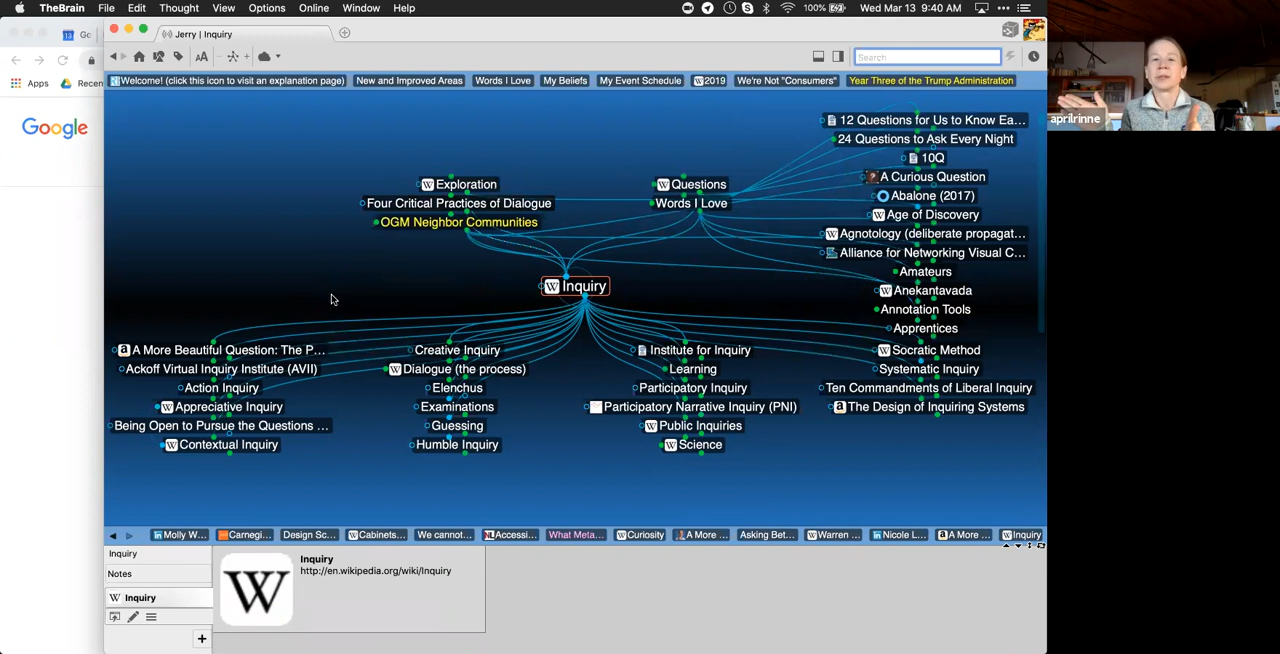 TheBrain File Edit Thought View Options Online Window Help
100% Wed Mar 13 9:40 AM
13
Jerry | Inquiry
Apps
AA
Search
Google
Welcome! (click this icon to visit an explanation page)
New and Improved Areas
Words I Love
My Beliefs
My Event Schedule
2019
We're Not "Consumers"
Year Three of the Trump Administration
aprilrinne
12 Questions for Us to Know Ea...
24 Questions to Ask Every Night
10Q
A Curious Question
Abalone (2017)
Age of Discovery
Agnotology (deliberate propagat...
Alliance for Networking Visual C...
Amateurs
Anekantavada
Annotation Tools
Apprentices
Exploration
Four Critical Practices of Dialogue
OGM Neighbor Communities
Questions
Words I Love
W Inquiry
A More Beautiful Question: The P...
Ackoff Virtual Inquiry Institute (AVII)
Action Inquiry
Appreciative Inquiry
Being Open to Pursue the Questions ...
Contextual Inquiry
Creative Inquiry
Dialogue (the process)
Elenchus
Examinations
Guessing
Humble Inquiry
Institute for Inquiry
Learning
Participatory Inquiry
Participatory Narrative Inquiry (PNI)
Public Inquiries
Science
Socratic Method
Systematic Inquiry
Ten Commandments of Liberal Inquiry
The Design of Inquiring Systems
Molly W...
Carnegi...
Design Sc...
Cabinets...
We cannot...
Accessi...
What Meta...
Curiosity
A More ...
Asking Bet...
Warren ...
Nicole L...
A More ...
Inquiry
Inquiry
Notes
W Inquiry
W
Inquiry
http://en.wikipedia.org/wiki/Inquiry